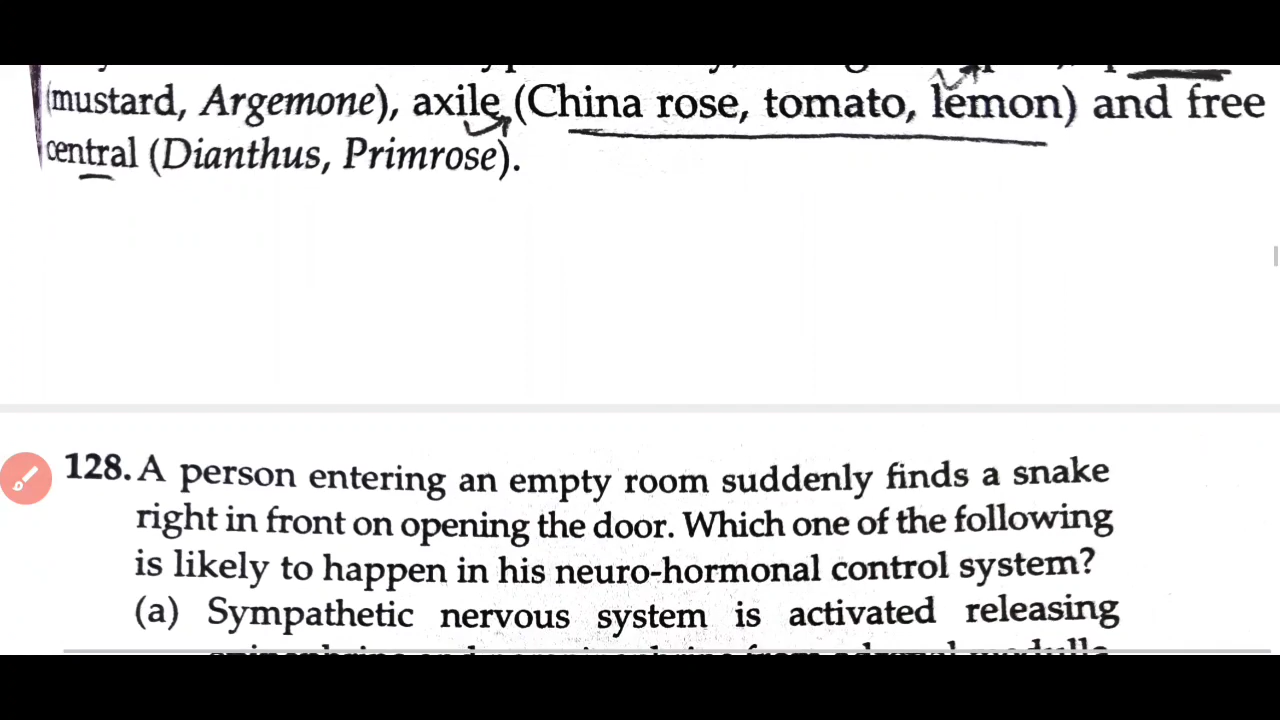 (mustard, Argemone), axile (China rose, tomato, lemon) and free
central (Dianthus, Primrose).
128. A person entering an empty room suddenly finds a snake
right in front on opening the door. Which one of the following
is likely to happen in his neuro-hormonal control system?
(a) Sympathetic nervous system is activated releasing